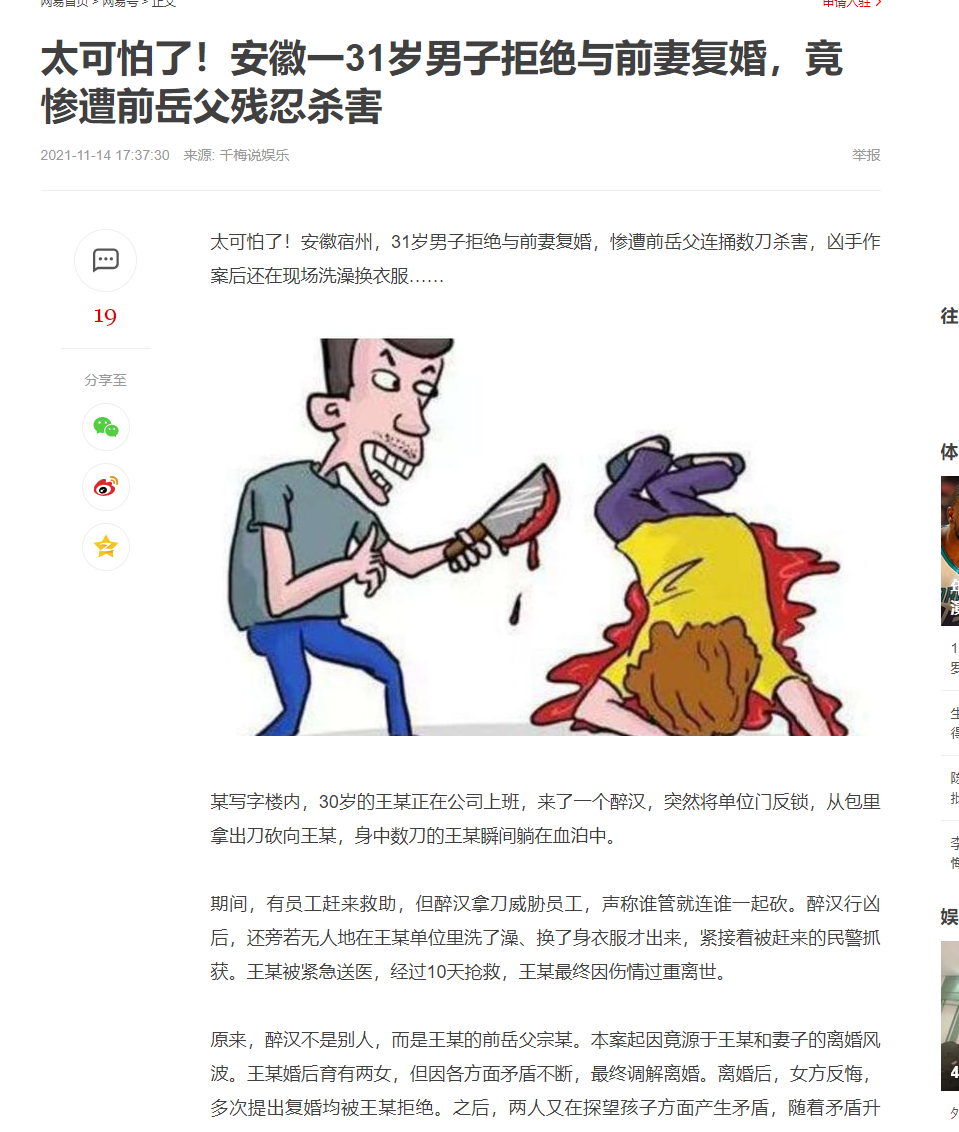 网易首页 > 网易号 > 正文
申请入驻 >
太可怕了！安徽一31岁男子拒绝与前妻复婚，竟
惨遭前岳父残忍杀害
2021-11-14 17:37:30 来源: 千梅说娱乐
举报
太可怕了！安徽宿州，31岁男子拒绝与前妻复婚，惨遭前岳父连捅数刀杀害，凶手作
案后还在现场洗澡换衣服……
19
分享至
往
体
1
罗
生
得
批
李
悔
娱
4
外
某写字楼内，30岁的王某正在公司上班，来了一个醉汉，突然将单位门反锁，从包里
拿出刀砍向王某，身中数刀的王某瞬间躺在血泊中。
期间，有员工赶来救助，但醉汉拿刀威胁员工，声称谁管就连谁一起砍。醉汉行凶
后，还旁若无人地在王某单位里洗了澡、换了身衣服才出来，紧接着被赶来的民警抓
获。王某被紧急送医，经过10天抢救，王某最终因伤情过重离世。
原来，醉汉不是别人，而是王某的前岳父宗某。本案起因竟源于王某和妻子的离婚风
波。王某婚后育有两女，但因各方面矛盾不断，最终调解离婚。离婚后，女方反悔，
多次提出复婚均被王某拒绝。之后，两人又在探望孩子方面产生矛盾，随着矛盾升